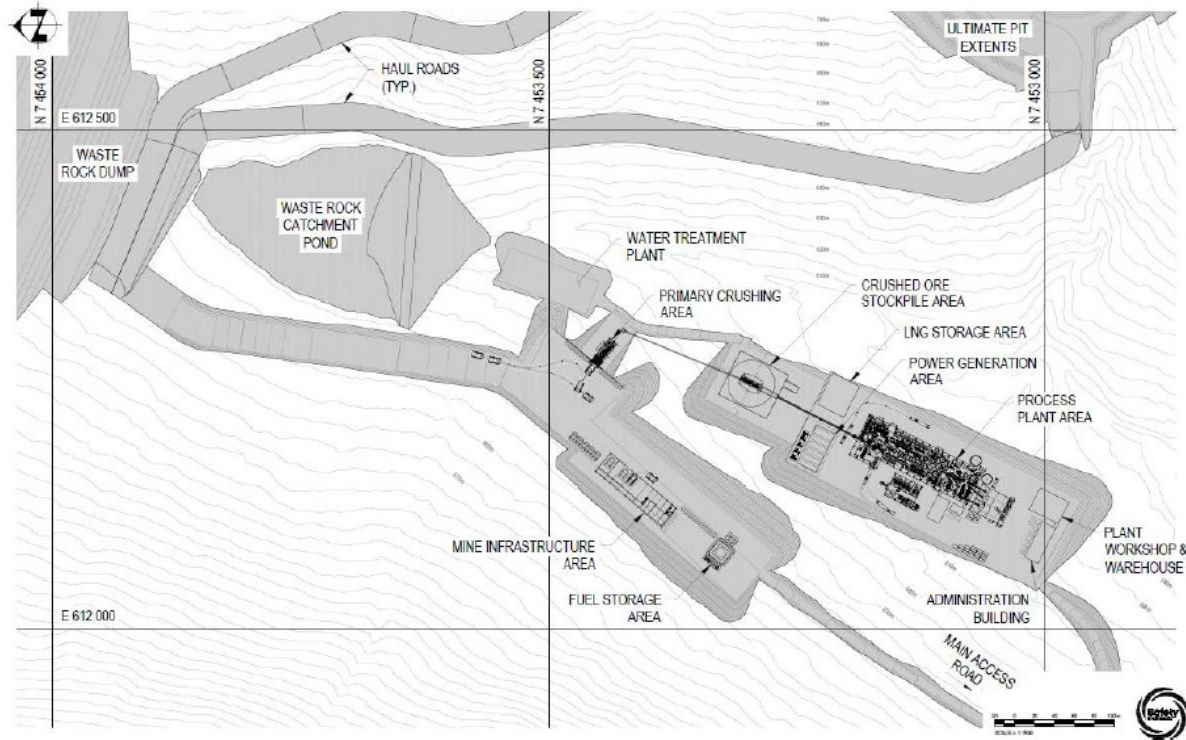 Z
N 7 454 000
N 7 453 500
N 7 453 000
E 612 500
E 612 000
HAUL ROADS
(TYP.)
ULTIMATE PIT
EXTENTS
WASTE
ROCK DUMP
WASTE ROCK
CATCHMENT
POND
WATER TREATMENT
PLANT
PRIMARY CRUSHING
AREA
CRUSHED ORE
STOCKPILE AREA
LNG STORAGE AREA
POWER GENERATION
AREA
PROCESS
PLANT AREA
MINE INFRASTRUCTURE
AREA
FUEL STORAGE
AREA
PLANT
WORKSHOP &
WAREHOUSE
ADMINISTRATION
BUILDING
MAIN ACCESS
ROAD
Safety